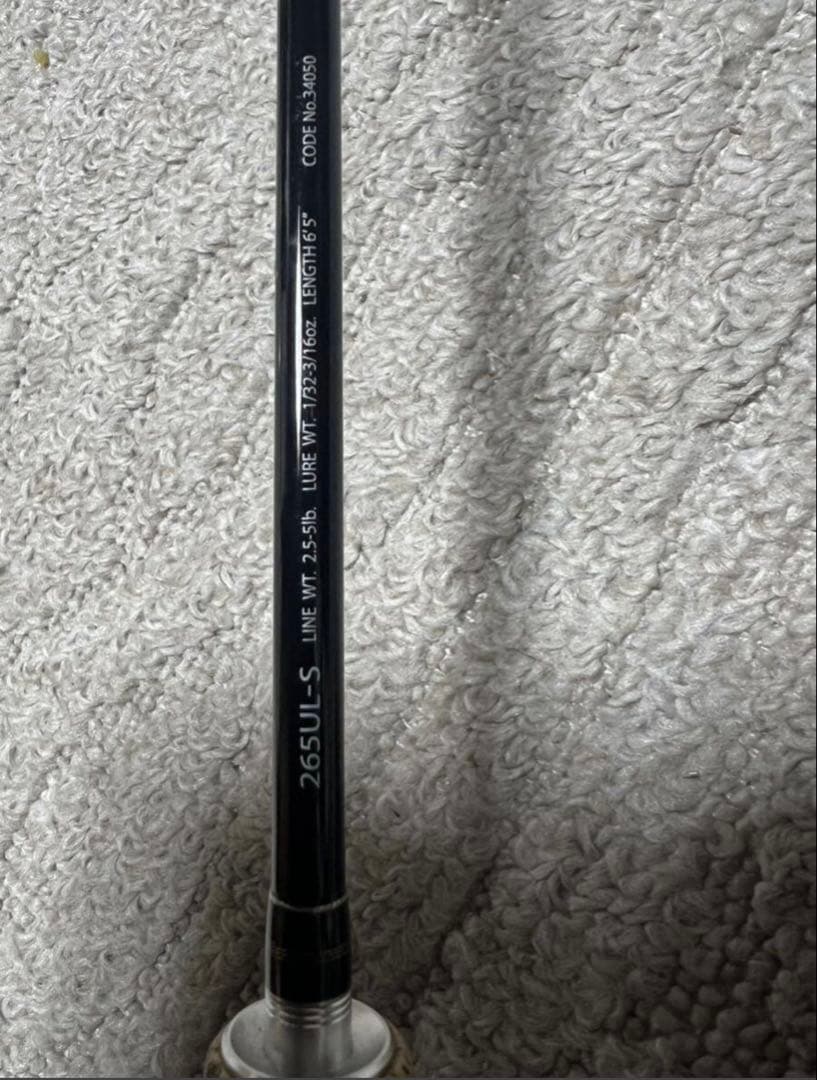 265UL-S LINE WT. 2.5-5lb. LURE WT. 1/32-3/16oz. LENGTH 6'5" CODE No.34050